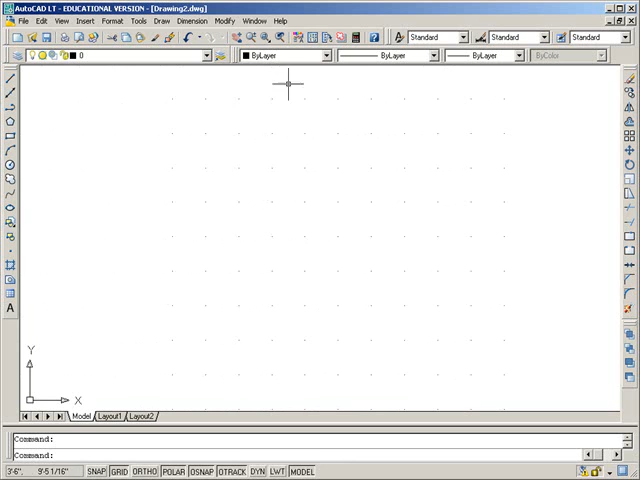 AutoCAD LT - EDUCATIONAL VERSION - [Drawing2.dwg]
File Edit View Insert Format Tools Draw Dimension Modify Window Help
Standard Standard Standard
0 ByLayer ByLayer ByLayer ByColor
Y
X
Model Layout1 Layout2
Command:
Command:
3'-6", 9'-5 1/16" SNAP GRID ORTHO POLAR OSNAP OTRACK DYN LWT MODEL